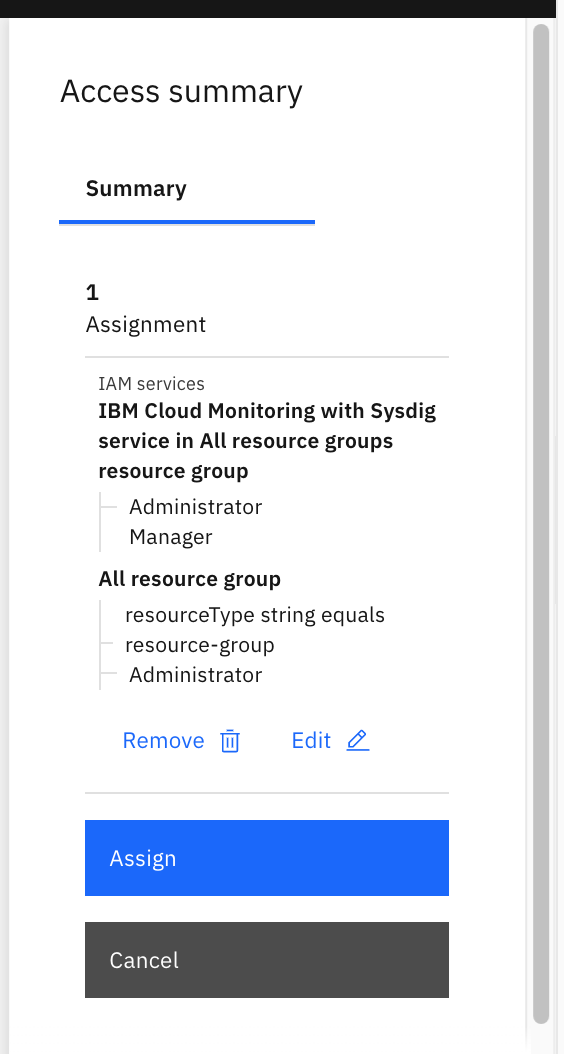 Access summary
Summary
1
Assignment
IAM services
IBM Cloud Monitoring with Sysdig
service in All resource groups
resource group
Administrator
Manager
All resource group
resourceType string equals
resource-group
Administrator
Remove
Edit
Assign
Cancel